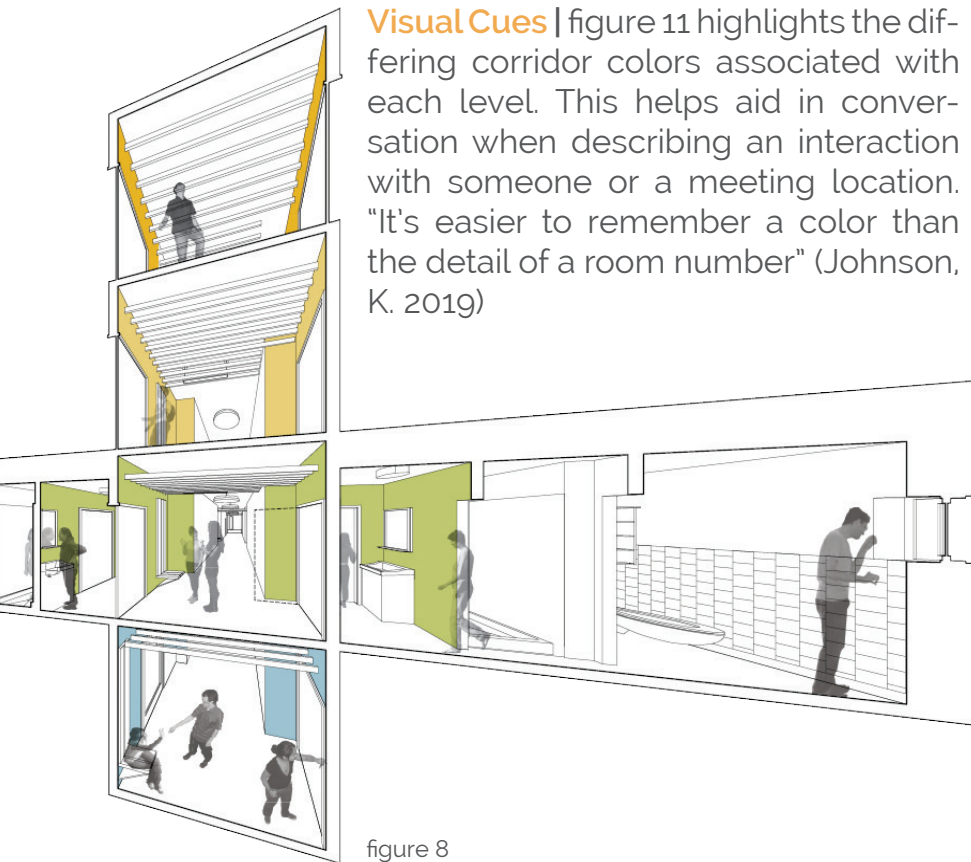 Visual Cues | figure 11 highlights the dif-
fering corridor colors associated with
each level. This helps aid in conver-
sation when describing an interaction
with someone or a meeting location.
"It's easier to remember a color than
the detail of a room number" (Johnson,
K. 2019)
figure 8